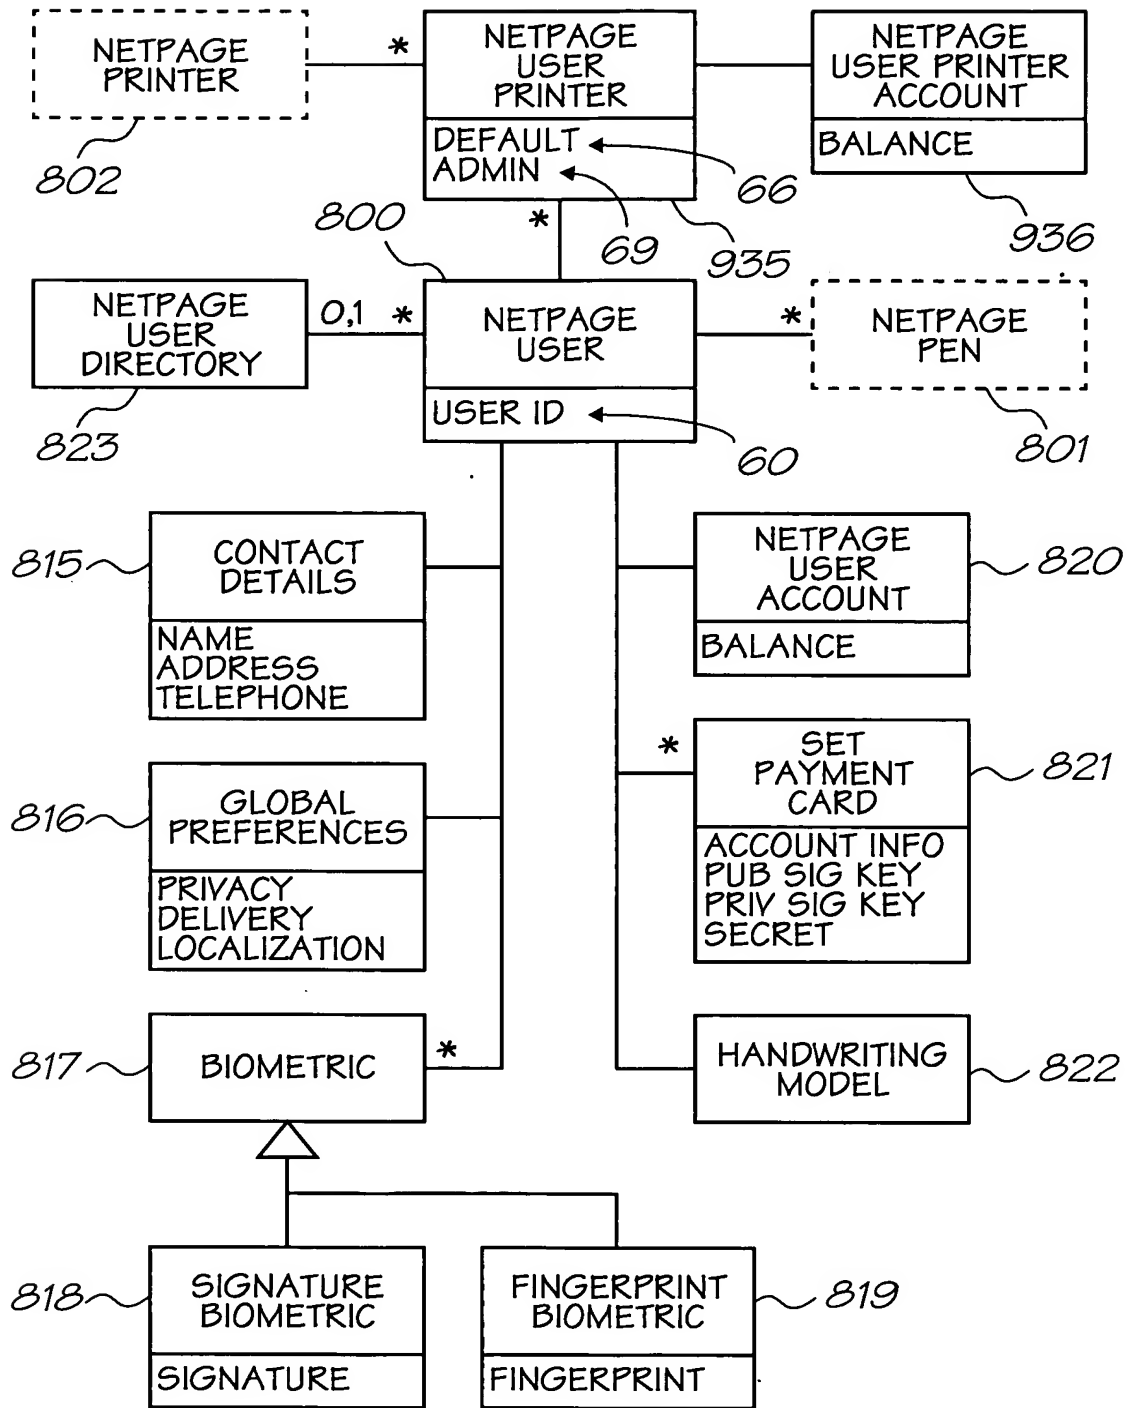 NETPAGE
PRINTER
802
*
NETPAGE
USER
PRINTER
DEFAULT
ADMIN
66
69
935
NETPAGE
USER PRINTER
ACCOUNT
BALANCE
936
*
800
NETPAGE
USER
DIRECTORY
823
0,1
*
NETPAGE
USER
USER ID
60
*
NETPAGE
PEN
801
815
CONTACT
DETAILS
NAME
ADDRESS
TELEPHONE
NETPAGE
USER
ACCOUNT
BALANCE
820
816
GLOBAL
PREFERENCES
PRIVACY
DELIVERY
LOCALIZATION
*
SET
PAYMENT
CARD
ACCOUNT INFO
PUB SIG KEY
PRIV SIG KEY
SECRET
821
817
BIOMETRIC
*
HANDWRITING
MODEL
822
818
SIGNATURE
BIOMETRIC
SIGNATURE
FINGERPRINT
BIOMETRIC
FINGERPRINT
819